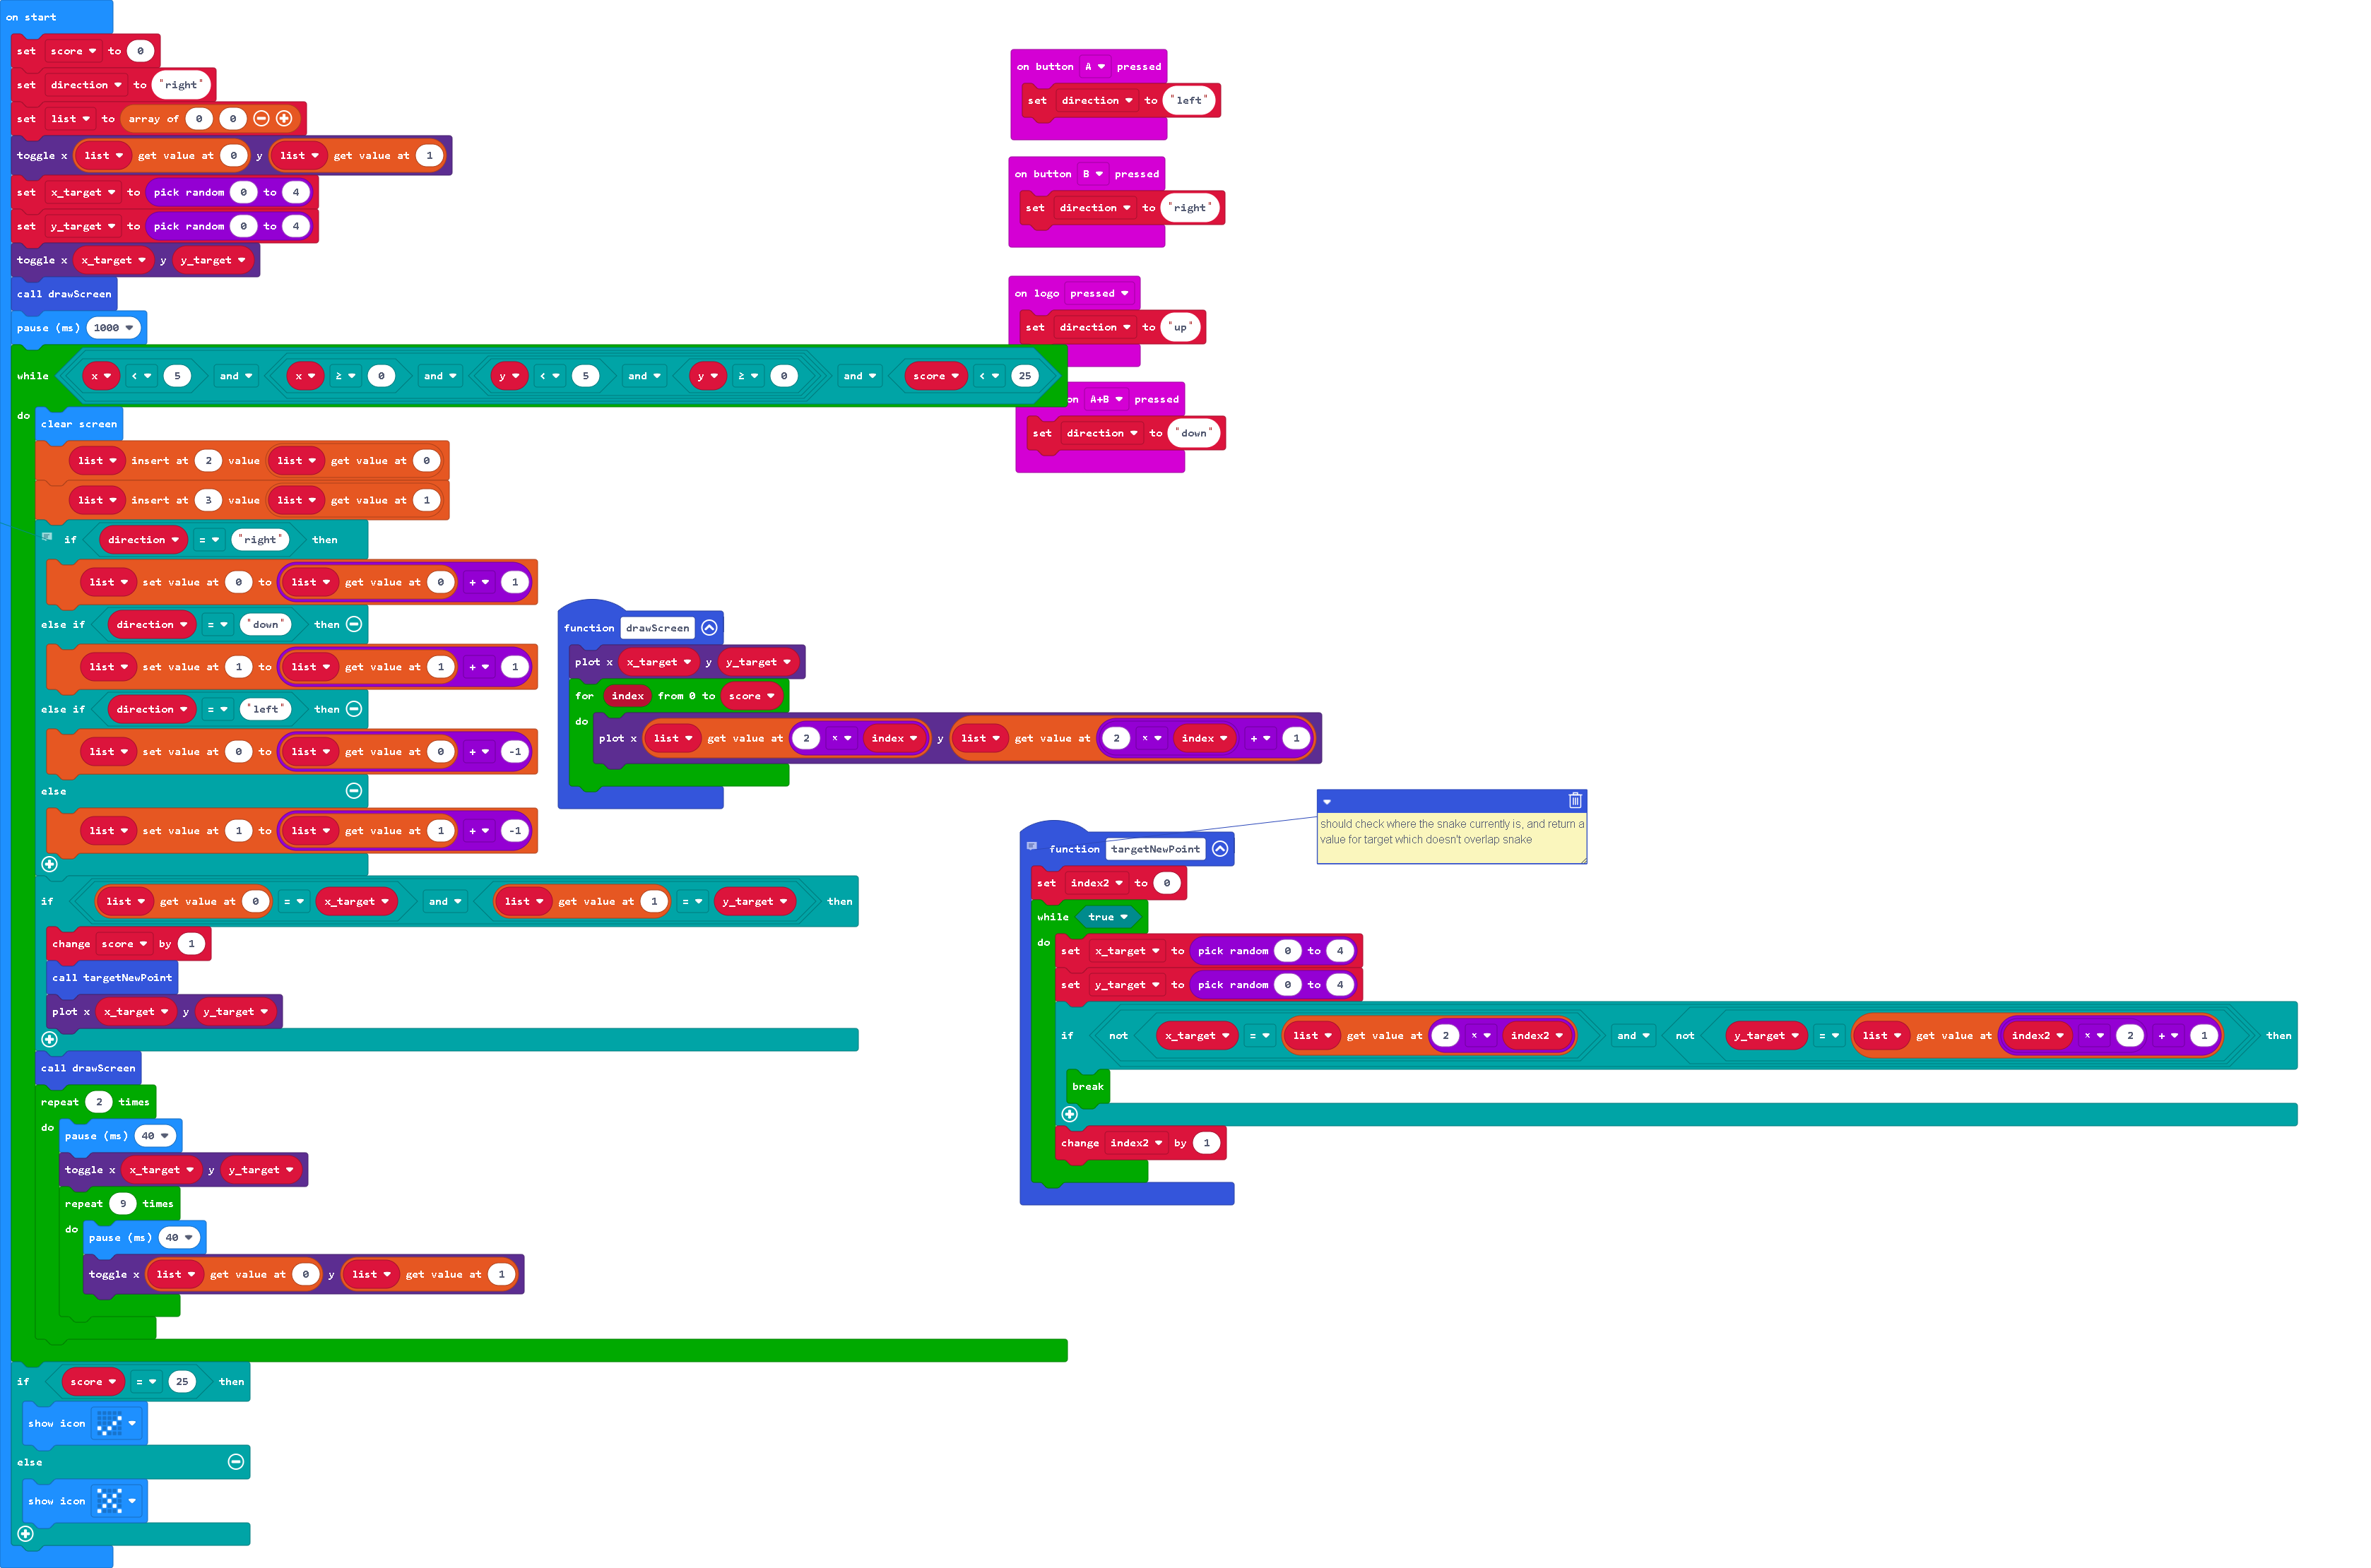 on start
set score to 0
set direction to "right"
set list to array of 0 0
toggle x list get value at 0 y list get value at 1
set x_target to pick random 0 to 4
set y_target to pick random 0 to 4
toggle x x_target y y_target
call drawScreen
pause (ms) 1000
while x < 5 and x ≥ 0 and y < 5 and y ≥ 0 and score < 25
do
clear screen
list insert at 2 value list get value at 0
list insert at 3 value list get value at 1
if direction = "right" then
list set value at 0 to list get value at 0 + 1
else if direction = "down" then
list set value at 1 to list get value at 1 + 1
else if direction = "left" then
list set value at 0 to list get value at 0 + -1
else
list set value at 1 to list get value at 1 + -1
if list get value at 0 = x_target and list get value at 1 = y_target then
change score by 1
call targetNewPoint
plot x x_target y y_target
call drawScreen
repeat 2 times
do
pause (ms) 40
toggle x x_target y y_target
repeat 9 times
do
pause (ms) 40
toggle x list get value at 0 y list get value at 1
if score = 25 then
show icon
else
show icon
on button A pressed
set direction to "left"
on button B pressed
set direction to "right"
on logo pressed
set direction to "up"
on A+B pressed
set direction to "down"
function drawScreen
plot x x_target y y_target
for index from 0 to score
do
plot x list get value at 2 × index y list get value at 2 × index + 1
should check where the snake currently is, and return a
value for target which doesn't overlap snake
function targetNewPoint
set index2 to 0
while true
do
set x_target to pick random 0 to 4
set y_target to pick random 0 to 4
if not x_target = list get value at 2 × index2 and not y_target = list get value at index2 × 2 + 1 then
break
change index2 by 1